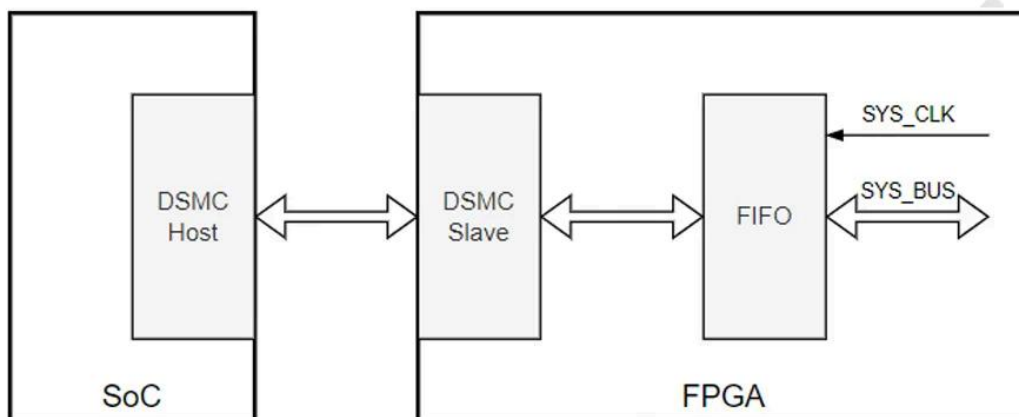 DSMC
Host
DSMC
Slave
FIFO
SYS_CLK
SYS_BUS
SoC
FPGA